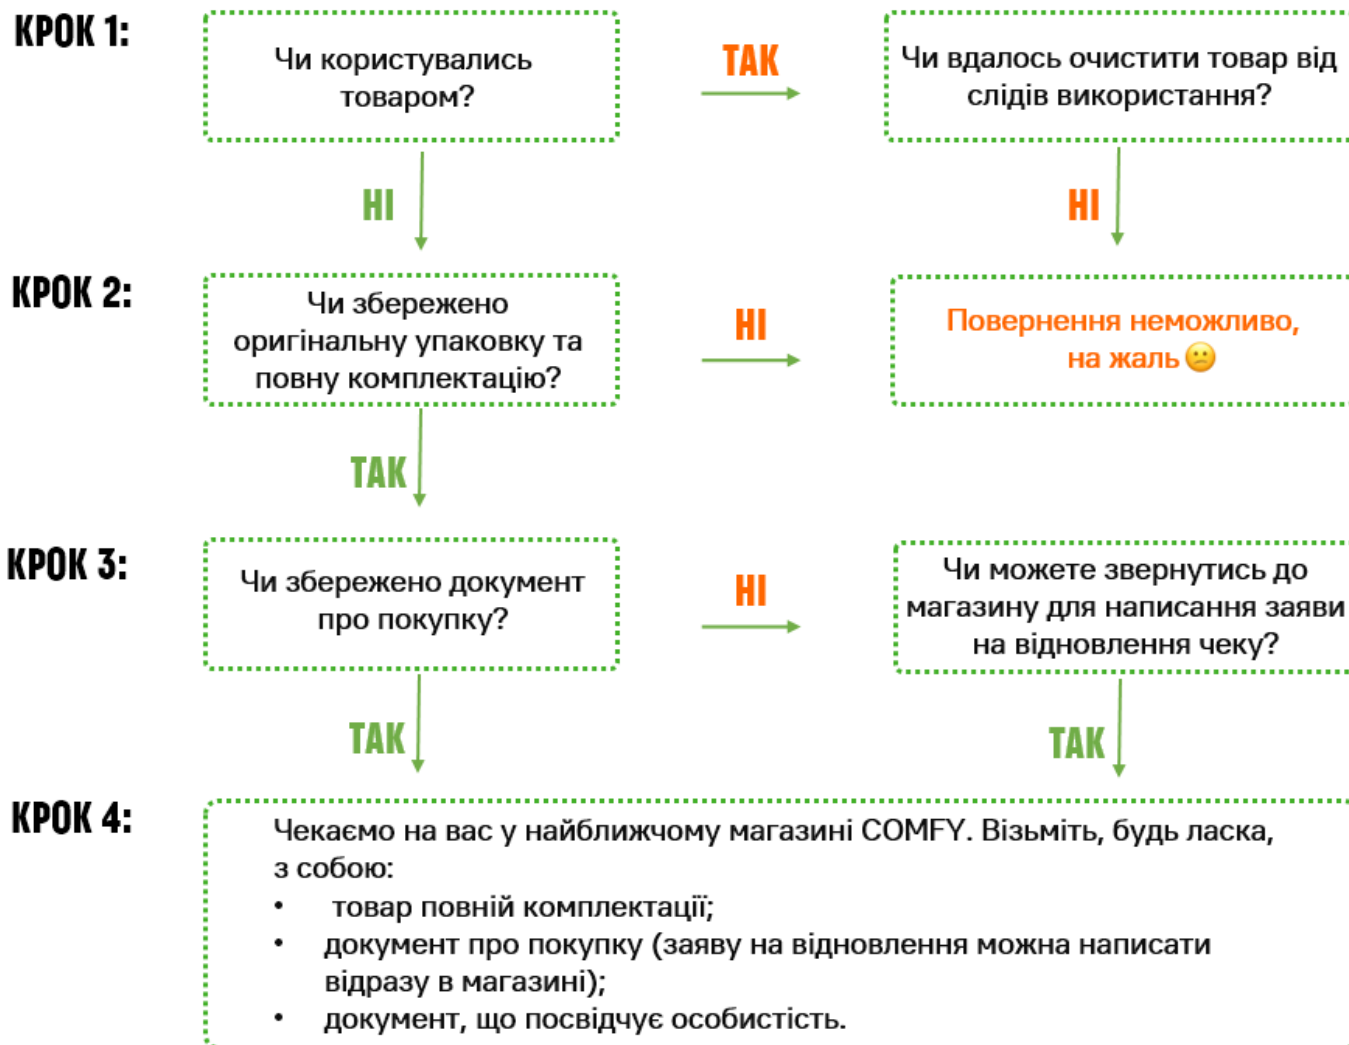 КРОК 1:
Чи користувались
товаром?
ТАК
Чи вдалось очистити товар від
слідів використання?
НІ
НІ
КРОК 2:
Чи збережено
оригінальну упаковку та
повну комплектацію?
НІ
Повернення неможливо,
на жаль 😕
ТАК
КРОК 3:
Чи збережено документ
про покупку?
НІ
Чи можете звернутись до
магазину для написання заяви
на відновлення чеку?
ТАК
ТАК
КРОК 4:
Чекаємо на вас у найближчому магазині COMFY. Візьміть, будь ласка,
з собою:
• товар повній комплектації;
• документ про покупку (заяву на відновлення можна написати
відразу в магазині);
• документ, що посвідчує особистість.